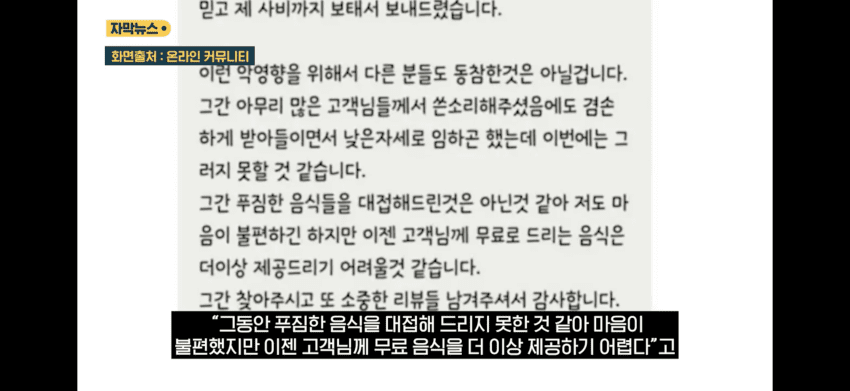 믿고 제 사비까지 보태서 보내드렸습니다.
자막뉴스
화면출처 : 온라인 커뮤니티
이런 악영향을 위해서 다른 분들도 동참한것은 아닐겁니다.
그간 아무리 많은 고객님들께서 쓴소리해주셨음에도 겸손
하게 받아들이면서 낮은자세로 임하곤 했는데 이번에는 그
러지 못할 것 같습니다.
그간 푸짐한 음식들을 대접해드린것은 아닌것 같아 저도 마
음이 불편하긴 하지만 이젠 고객님께 무료로 드리는 음식은
더이상 제공드리기 어려울것 같습니다.
그간 찾아주시고 또 소중한 리뷰들 남겨주셔서 감사합니다.
“그동안 푸짐한 음식을 대접해 드리지 못한 것 같아 마음이
불편했지만 이젠 고객님께 무료 음식을 더 이상 제공하기 어렵다”고